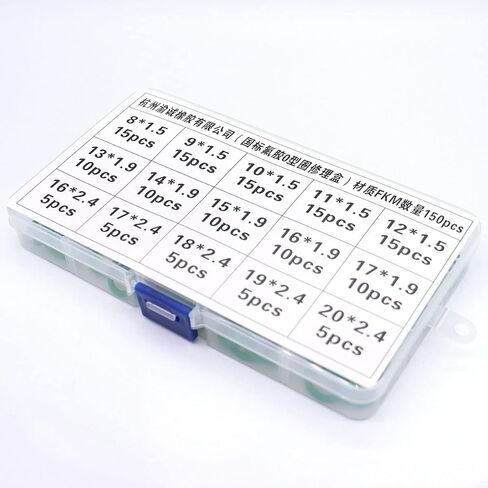 杭州渝诚橡胶有限公司（国标氟胶O型圈修理盒）材质FKM数量150pcs
8*1.5 9*1.5 10*1.5 11*1.5 12*1.5
15pcs 15pcs 15pcs 15pcs 15pcs
13*1.9 14*1.9 15*1.9 16*1.9 17*1.9
10pcs 10pcs 10pcs 10pcs 10pcs
16*2.4 17*2.4 18*2.4 19*2.4 20*2.4
5pcs 5pcs 5pcs 5pcs 5pcs